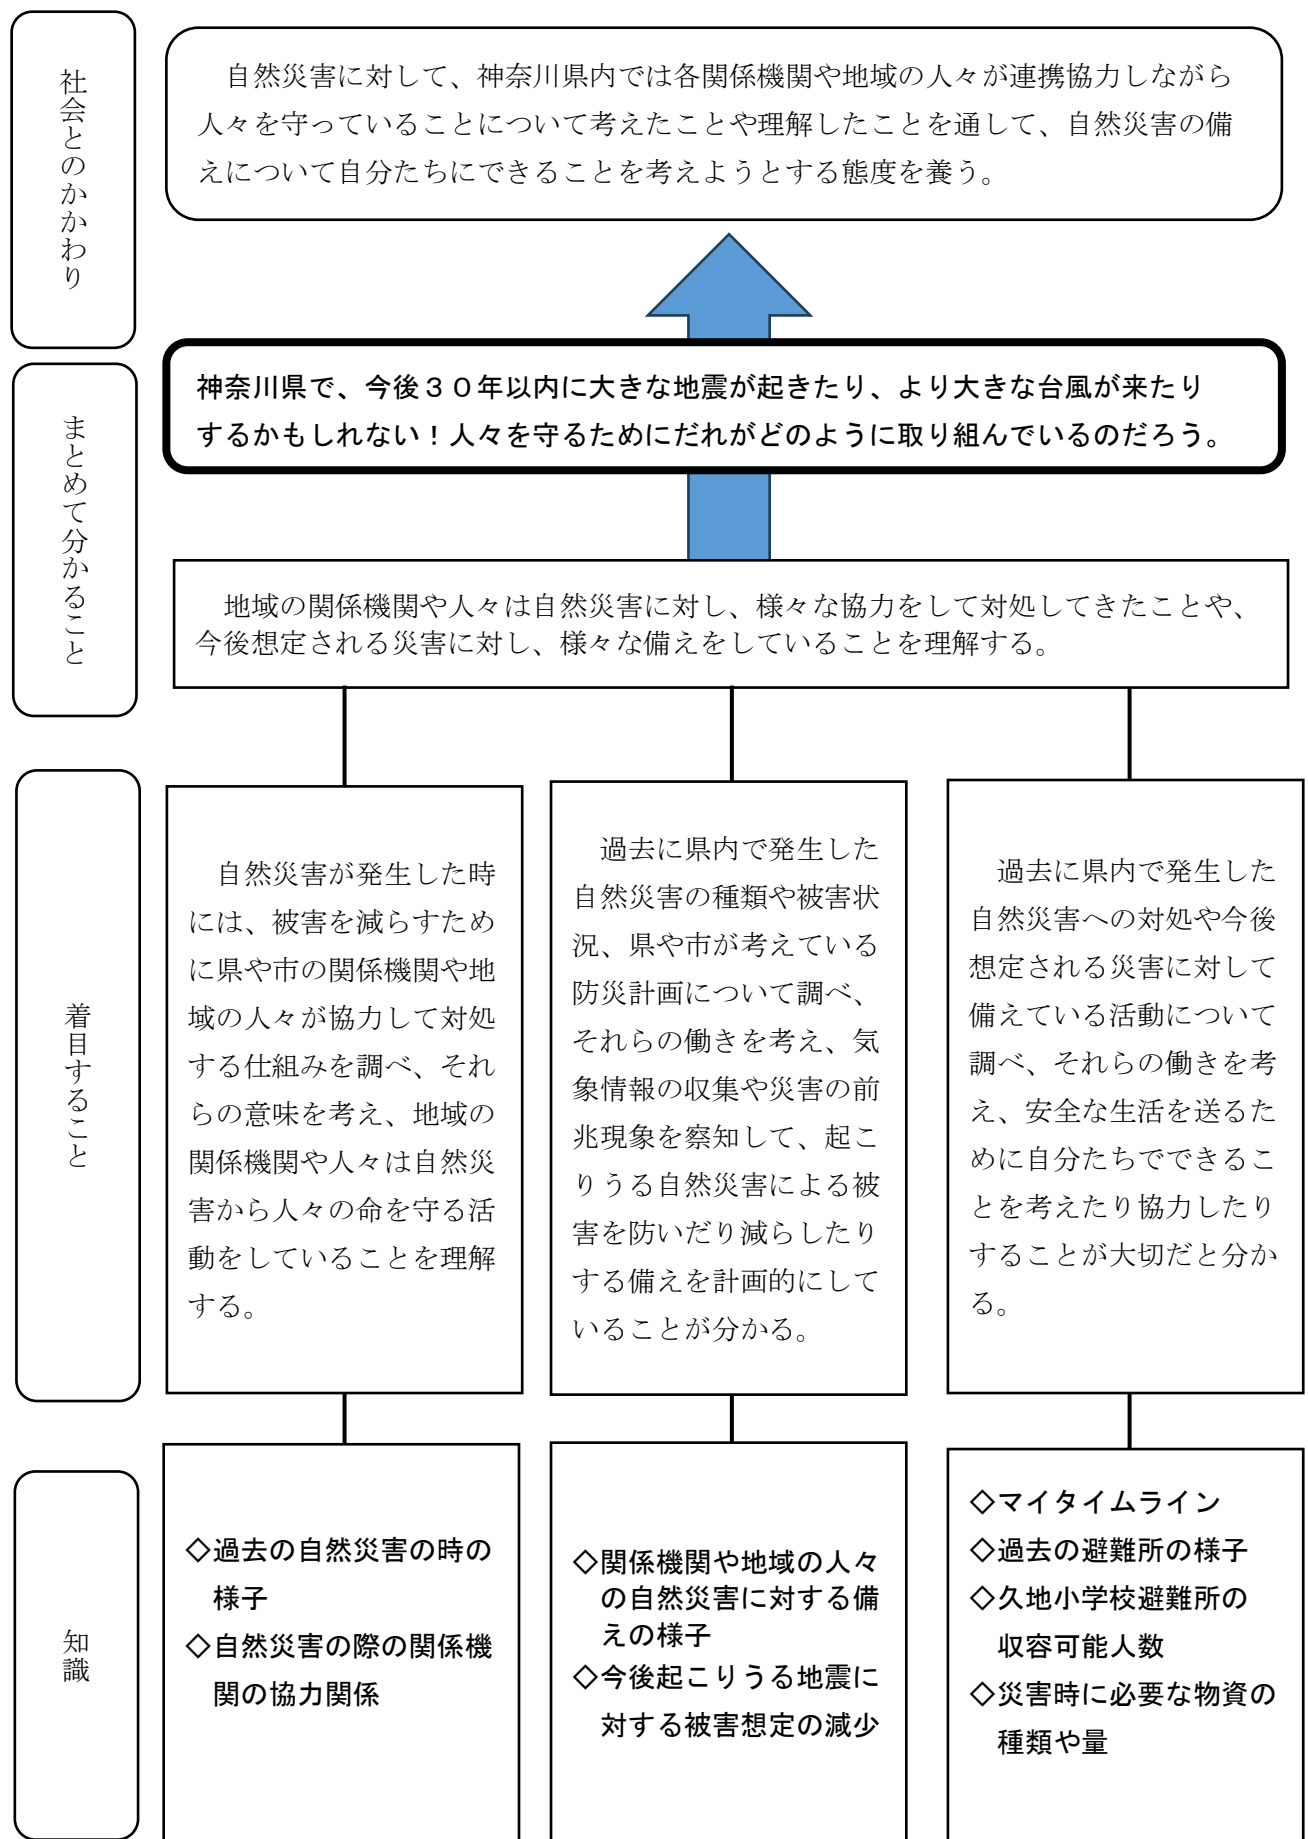 社会とのかかわり
自然災害に対して、神奈川県内では各関係機関や地域の人々が連携協力しながら
人々を守っていることについて考えたことや理解したことを通して、自然災害の備
えについて自分たちにできることを考えようとする態度を養う。
まとめて分かること
神奈川県で、今後３０年以内に大きな地震が起きたり、より大きな台風が来たり
するかもしれない！人々を守るためにだれがどのように取り組んでいるのだろう。
地域の関係機関や人々は自然災害に対し、様々な協力をして対処してきたことや、
今後想定される災害に対し、様々な備えをしていることを理解する。
着目すること
自然災害が発生した時
には、被害を減らすため
に県や市の関係機関や地
域の人々が協力して対処
する仕組みを調べ、それ
らの意味を考え、地域の
関係機関や人々は自然災
害から人々の命を守る活
動をしていることを理解
する。
過去に県内で発生した
自然災害の種類や被害状
況、県や市が考えている
防災計画について調べ、
それらの働きを考え、気
象情報の収集や災害の前
兆現象を察知して、起こ
りうる自然災害による被
害を防いだり減らしたり
する備えを計画的にして
いることが分かる。
過去に県内で発生した
自然災害への対処や今後
想定される災害に対して
備えている活動について
調べ、それらの働きを考
え、安全な生活を送るた
めに自分たちでできるこ
とを考えたり協力したり
することが大切だと分か
る。
知識
◇過去の自然災害の時の
様子
◇自然災害の際の関係機
関の協力関係
◇関係機関や地域の人々
の自然災害に対する備
えの様子
◇今後起こりうる地震に
対する被害想定の減少
◇マイタイムライン
◇過去の避難所の様子
◇久地小学校避難所の
収容可能人数
◇災害時に必要な物資の
種類や量